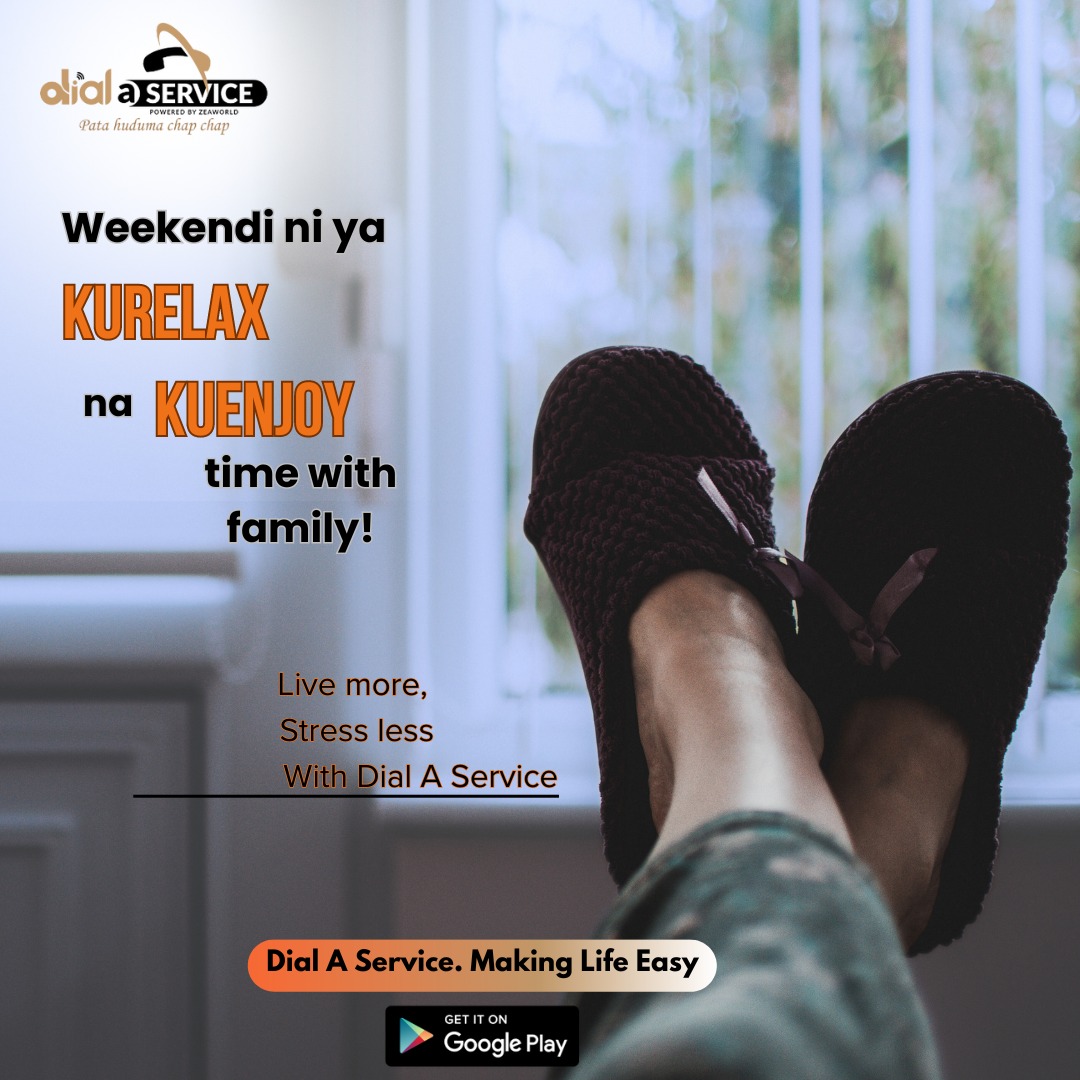 dial a SERVICE
POWERED BY ZEAWORLD
Pata huduma chap chap
Weekendi ni ya
KURELAX
na KUENJOY
time with
family!
Live more,
Stress less
With Dial A Service
Dial A Service. Making Life Easy
GET IT ON
Google Play